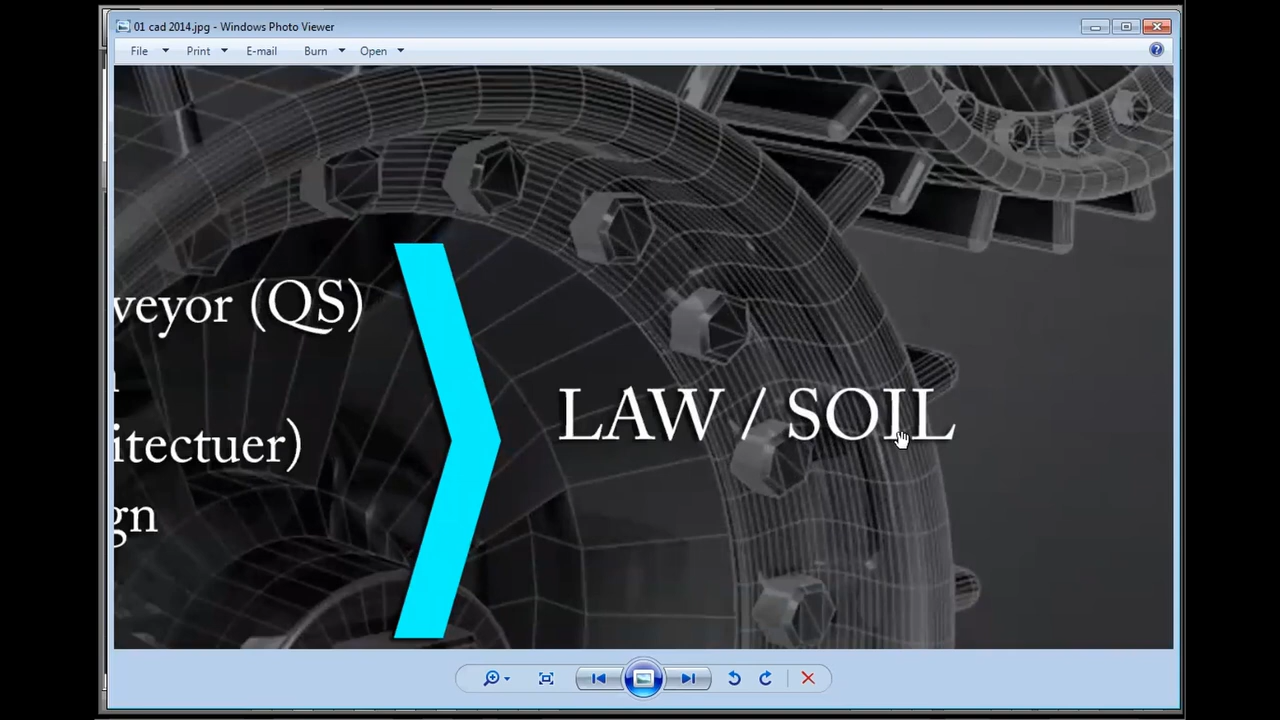 01 cad 2014.jpg - Windows Photo Viewer
File Print E-mail Burn Open
veyor (QS)
LAW / SOIL
itectuer)
gn